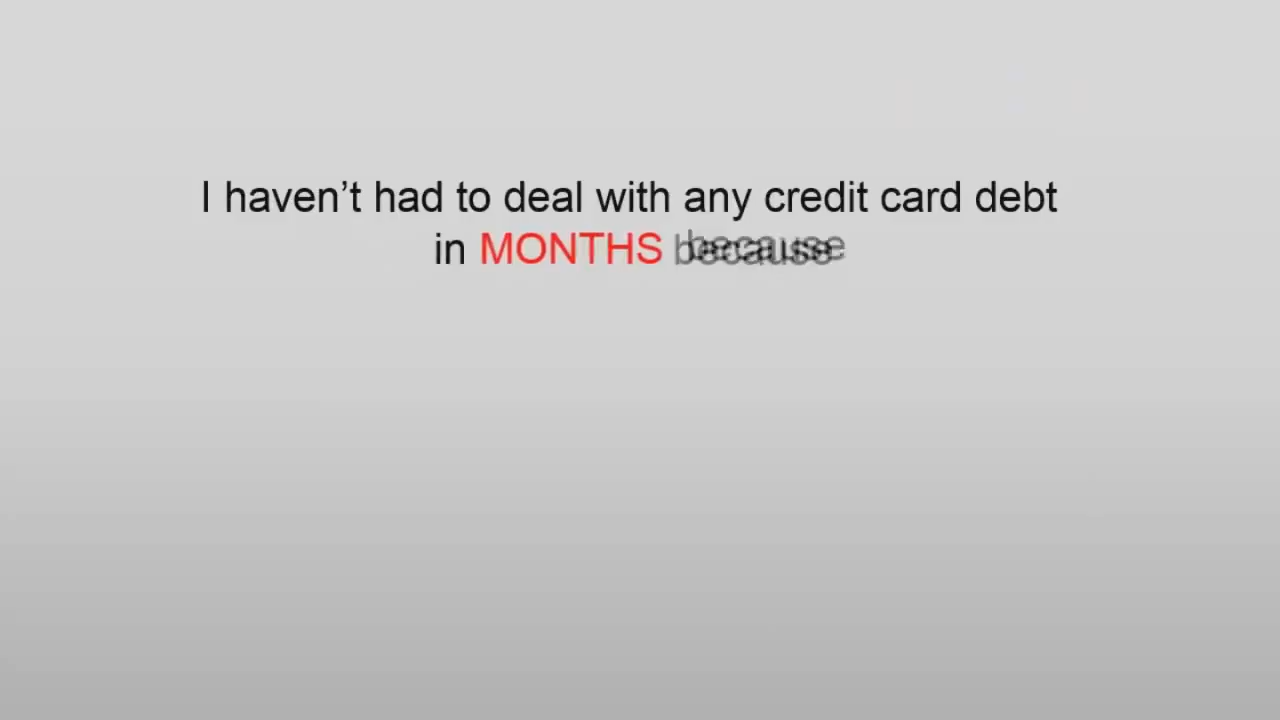 I haven’t had to deal with any credit card debt
in MONTHS because